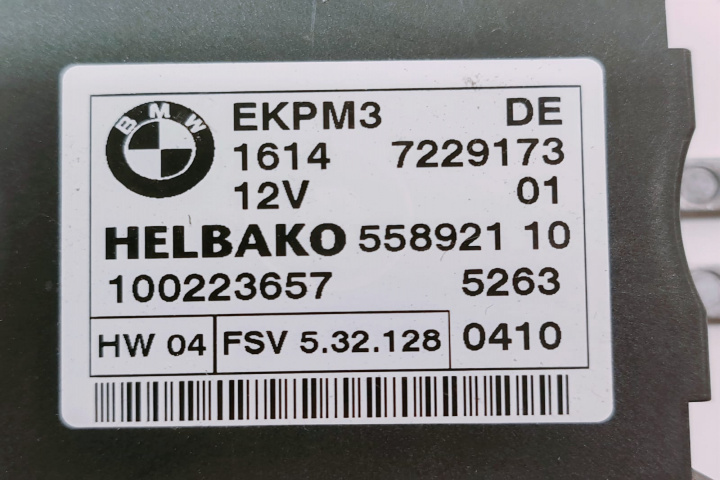 BMW
EKPM3 DE
1614 7229173
12V 01
HELBAKO 558921 10
100223657 5263
HW 04 FSV 5.32.128 0410